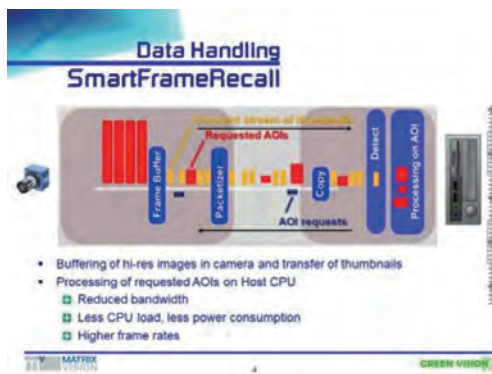 Data Handling
SmartFrameRecall
stream of thumbnails
Requested AOIs
Frame Buffer
Packetizer
Copy
Detect
Processing on AOI
AOI requests
Buffering of hi-res images in camera and transfer of thumbnails
Processing of requested AOIs on Host CPU
Reduced bandwidth
Less CPU load, less power consumption
Higher frame rates
MATRIX
VISION
4
GREEN VISION